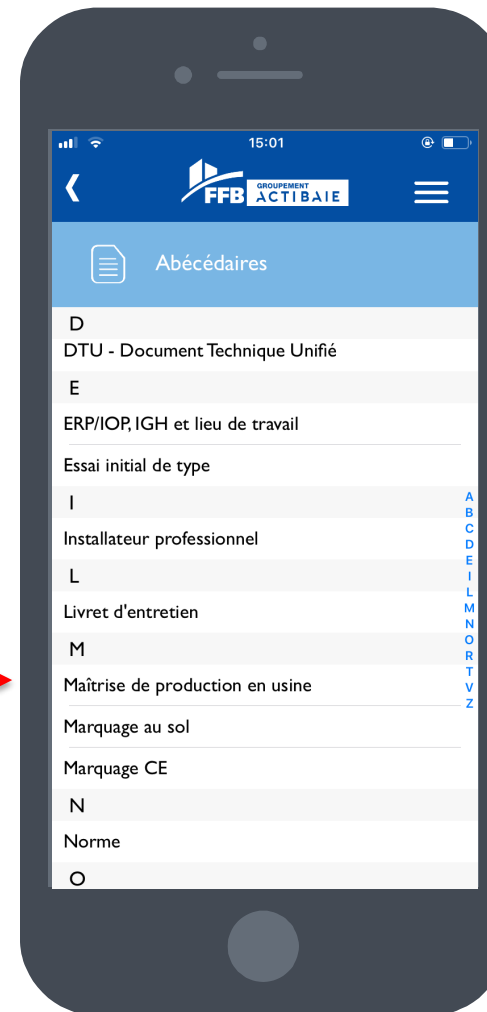 15:01
FFB GROUPEMENT
ACTIBAIE
Abécédaires
D
DTU - Document Technique Unifié
E
ERP/IOP, IGH et lieu de travail
Essai initial de type
I
Installateur professionnel
L
Livret d'entretien
M
Maîtrise de production en usine
Marquage au sol
Marquage CE
N
Norme
O
A
B
C
D
E
I
L
M
N
O
R
T
V
Z